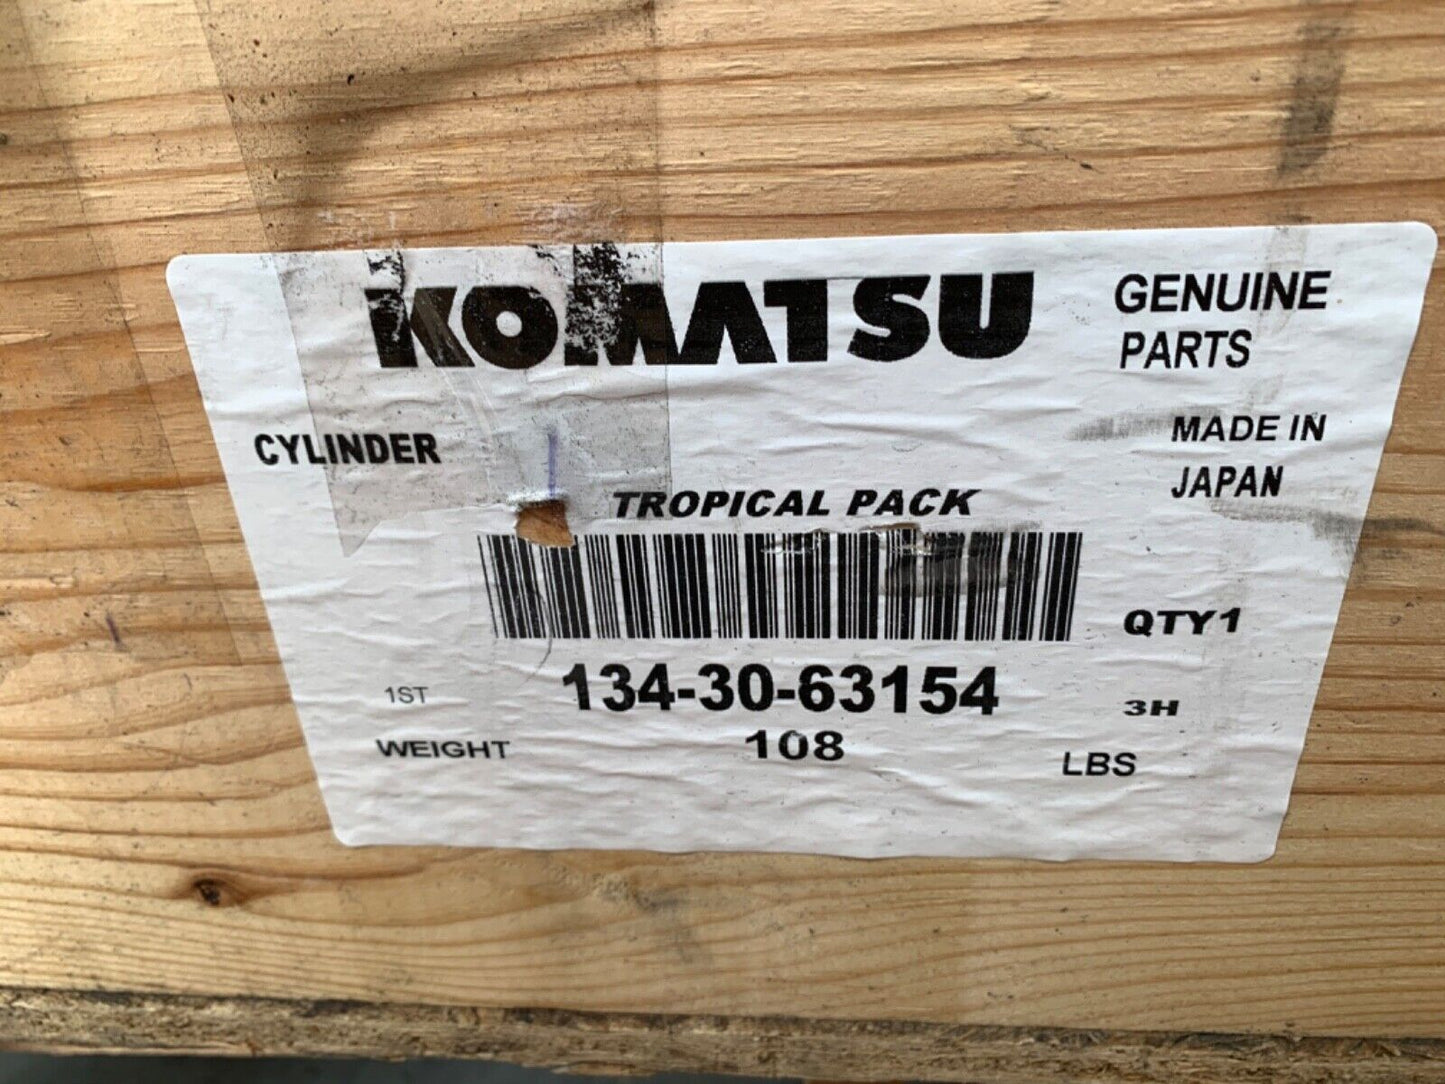 KOMATSU
GENUINE
PARTS
CYLINDER
MADE IN
JAPAN
TROPICAL PACK
QTY1
1ST
134-30-63154
3H
WEIGHT
108
LBS